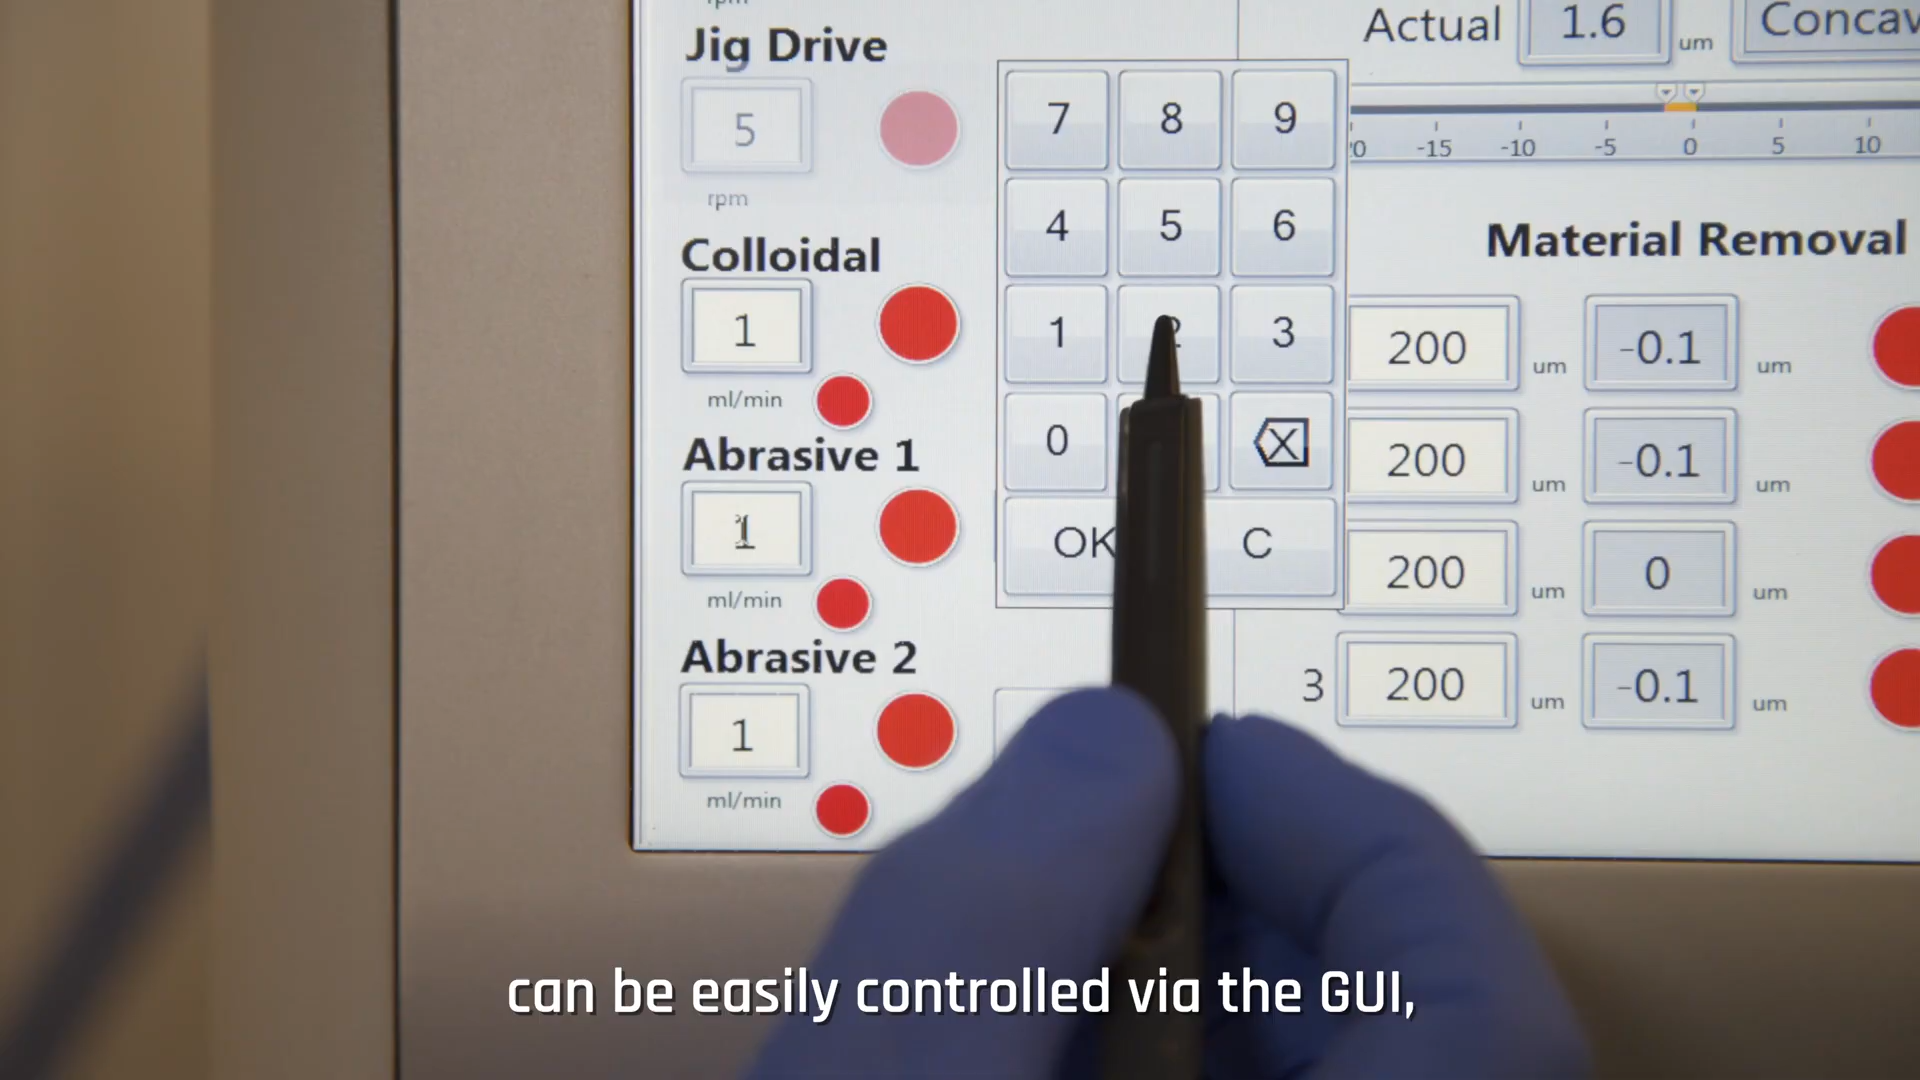 rpm
Jig Drive
5
rpm
Colloidal
1
ml/min
Abrasive 1
1
ml/min
Abrasive 2
1
ml/min
7 8 9
4 5 6
1 2 3
0
OK C
Actual 1.6 um Concav
-15 -10 -5 0 5 10
Material Removal
200 um -0.1 um
200 um -0.1 um
200 um 0 um
3 200 um -0.1 um
can be easily controlled via the GUI,